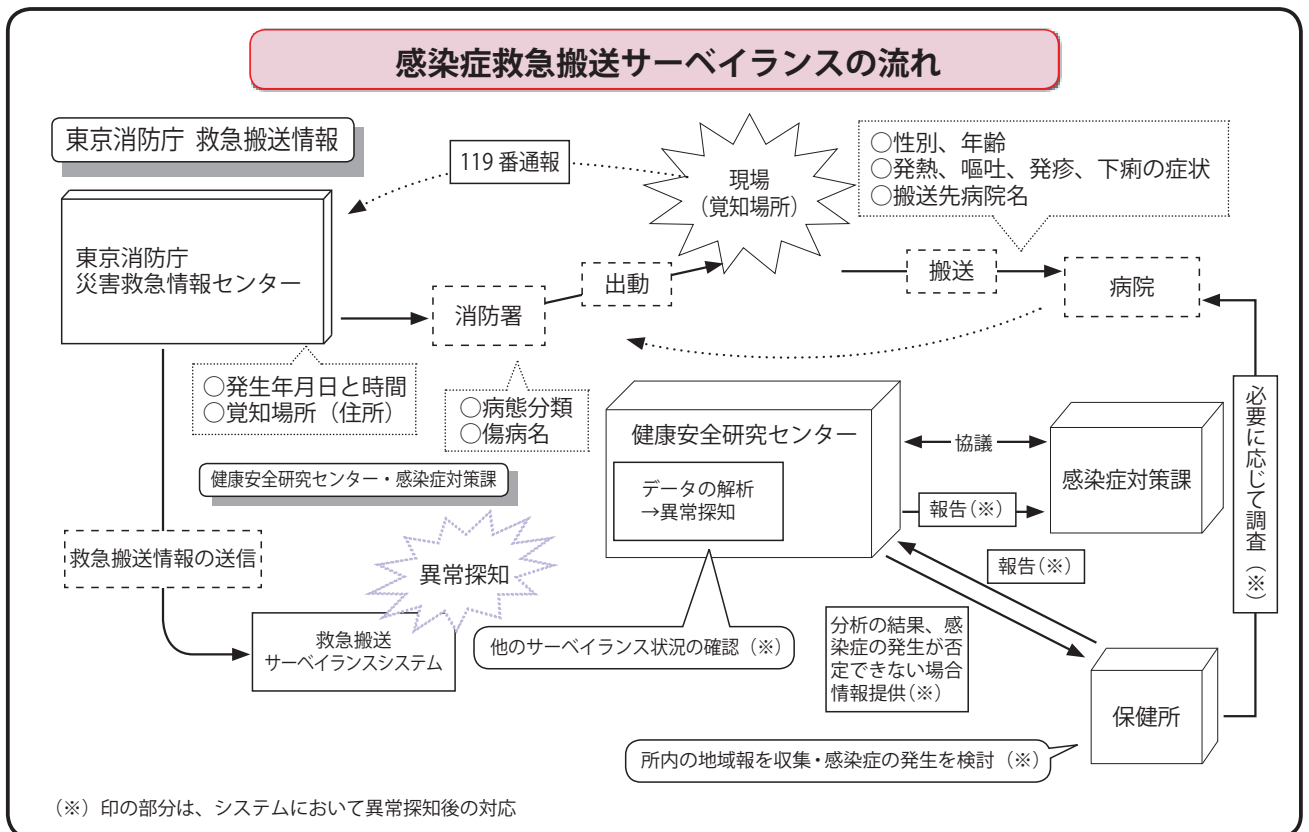 感染症救急搬送サーベイランスの流れ
東京消防庁 救急搬送情報
119 番通報
現場
（覚知場所）
○性別、年齢
○発熱、嘔吐、発疹、下痢の症状
○搬送先病院名
東京消防庁
災害救急情報センター
消防署
出動
搬送
病院
○発生年月日と時間
○覚知場所（住所）
○病態分類
○傷病名
健康安全研究センター
データの解析
→異常探知
協議
報告（※）
感染症対策課
必要に応じて調査（※）
健康安全研究センター・感染症対策課
救急搬送情報の送信
異常探知
救急搬送
サーベイランスシステム
他のサーベイランス状況の確認（※）
報告（※）
分析の結果、感
染症の発生が否
定できない場合
情報提供（※）
保健所
所内の地域報を収集・感染症の発生を検討（※）
（※）印の部分は、システムにおいて異常探知後の対応